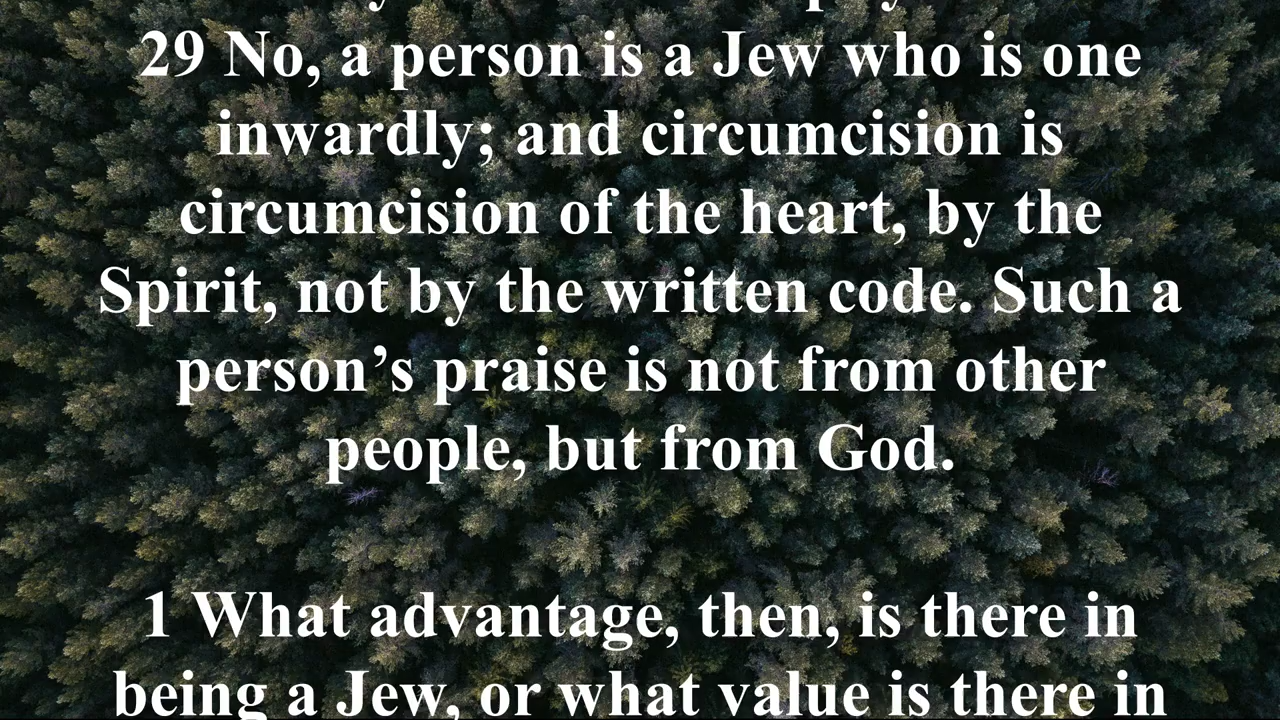 29 No, a person is a Jew who is one
inwardly; and circumcision is
circumcision of the heart, by the
Spirit, not by the written code. Such a
person’s praise is not from other
people, but from God.
1 What advantage, then, is there in
being a Jew, or what value is there in